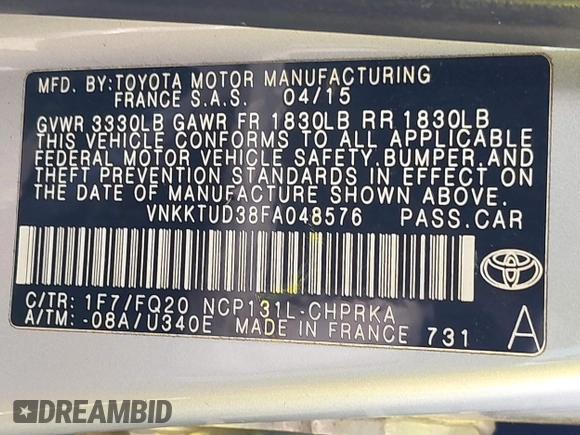 MFD. BY: TOYOTA MOTOR MANUFACTURING
FRANCE S.A.S. 04/15
GVWR 3330LB GAWR FR 1830LB RR 1830LB
THIS VEHICLE CONFORMS TO ALL APPLICABLE
FEDERAL MOTOR VEHICLE SAFETY, BUMPER, AND
THEFT PREVENTION STANDARDS IN EFFECT ON
THE DATE OF MANUFACTURE SHOWN ABOVE.
VNKKTUD38FA048576 PASS.CAR
C/TR: 1F7/FQ20 NCP131L-CHPRKA
A/TM: -08A/U340E MADE IN FRANCE 731 A
DREAMBID